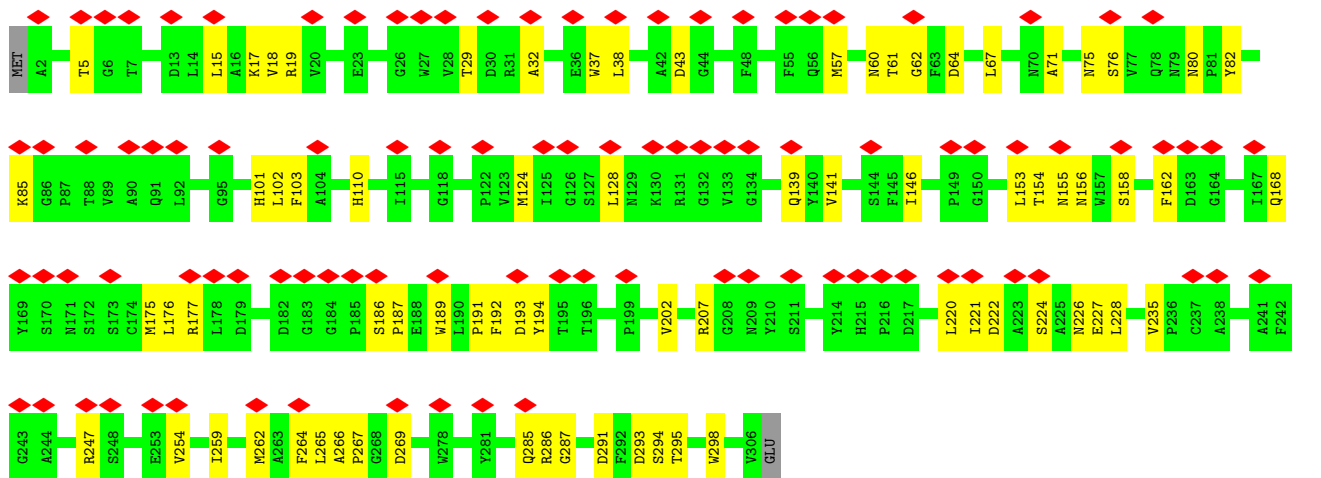 MET A2 T5 G6 T7 D13 L14 L15 A16 K17 V18 R19 V20 E23 G26 W27 V28 T29 D30 R31 A32 E36 W37 L38 A42 D43 G44 F48 F55 Q56 M57 N60 T61 G62 F63 D64 L67 N70 A71 N75 S76 V77 Q78 N79 N80 P81 Y82
K85 G86 P87 T88 V89 A90 Q91 L92 G95 H101 L102 F103 A104 H110 I115 G118 P122 V123 M124 I125 G126 S127 L128 N129 K130 R131 G132 V133 G134 Q139 Y140 V141 S144 F145 I146 P149 G150 L153 T154 N155 N156 W157 S158 F162 D163 G164 I167 Q168
Y169 S170 N171 S172 S173 C174 M175 L176 R177 L178 D179 D182 G183 G184 P185 S186 P187 E188 W189 L190 P191 F192 D193 Y194 T195 T196 P199 V202 R207 G208 N209 Y210 S211 Y214 H215 P216 D217 L220 I221 D222 A223 S224 A225 N226 E227 L228 V235 P236 C237 A238 A241 F242
G243 A244 R247 S248 E253 V254 I259 M262 A263 F264 L265 A266 P267 G268 D269 W278 Y281 Q285 R286 G287 D291 F292 D293 S294 T295 W298 V306 GLU